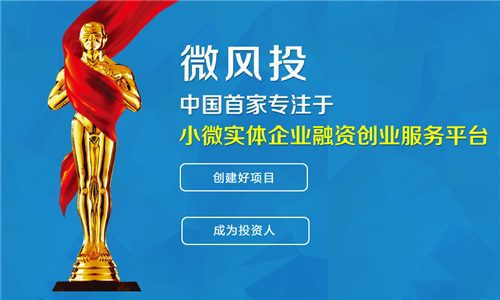 微风投
中国首家专注于
小微实体企业融资创业服务平台
创建好项目
成为投资人